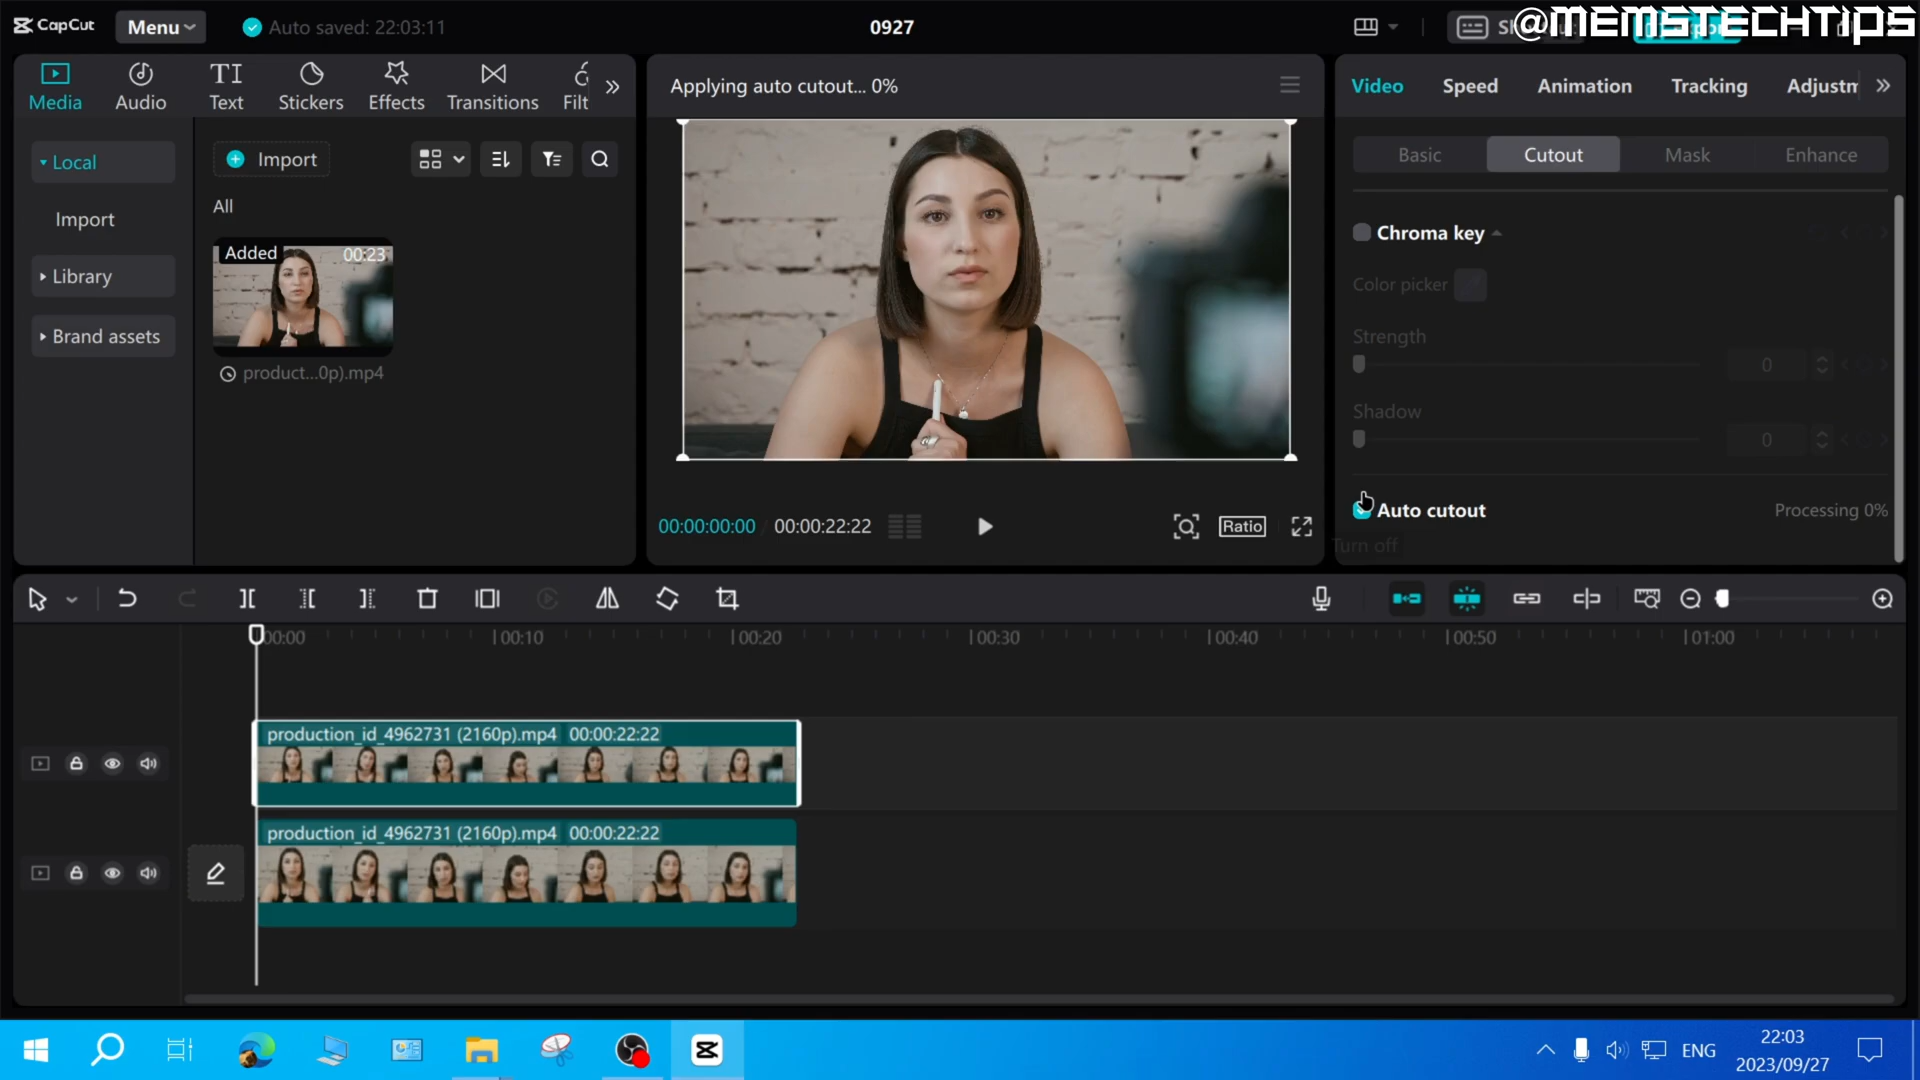 CapCut
Menu
Auto saved: 22:03:11
0927
@MEMSTECHTIPS
Media
Audio
Text
Stickers
Effects
Transitions
Filt
Applying auto cutout... 0%
Video
Speed
Animation
Tracking
Adjustm
Local
Import
Library
Brand assets
Import
All
Added
00:23
product...0p).mp4
Basic
Cutout
Mask
Enhance
Chroma key
Color picker
Strength
0
Shadow
0
Auto cutout
Processing 0%
Turn off
00:00:00:00
00:00:22:22
Ratio
00:00
00:10
00:20
00:30
00:40
00:50
01:00
production_id_4962731 (2160p).mp4 00:00:22:22
production_id_4962731 (2160p).mp4 00:00:22:22
ENG
22:03
2023/09/27